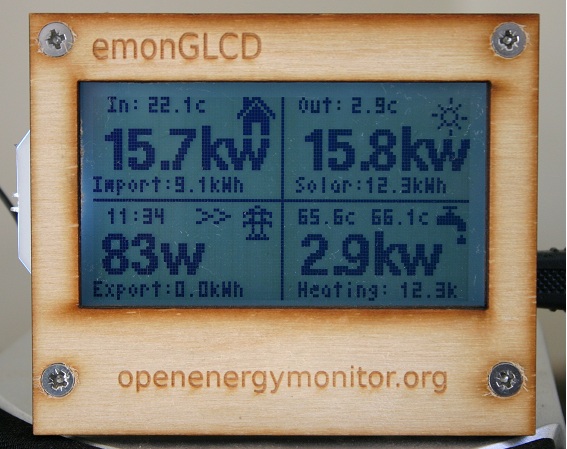 emonGLCD
In: 22.1c
15.7kw
Import:9.1kWh
Out: 2.9c
15.8kw
Solar:12.3kWh
11:34 >>
83w
Export:0.0kWh
65.6c 66.1c
2.9kw
Heating: 12.3k
openenergymonitor.org